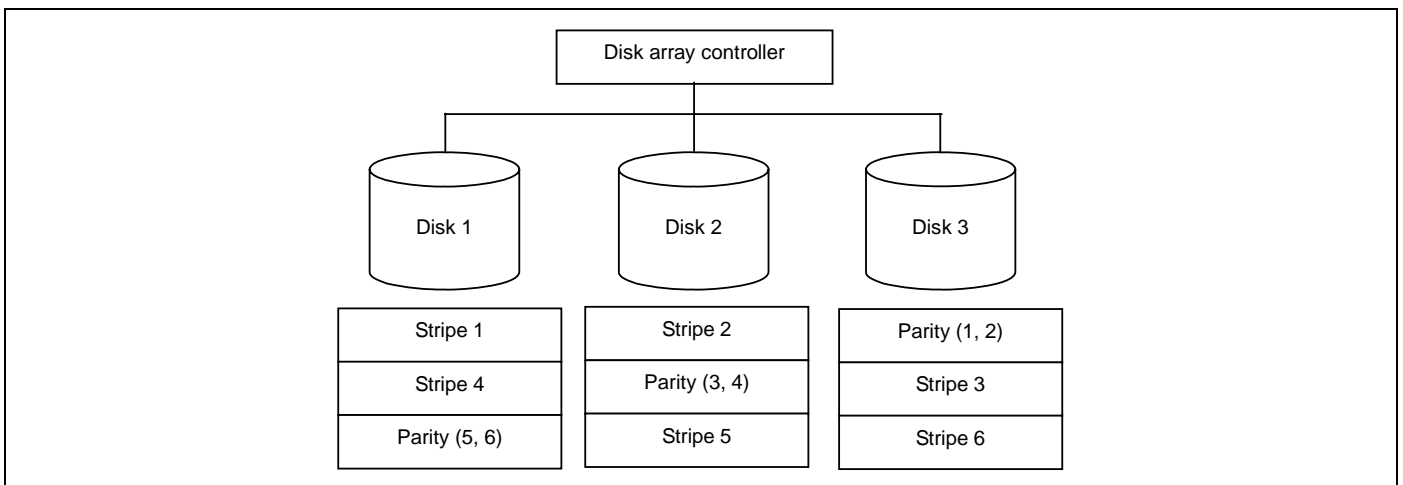 Disk array controller
Disk 1
Disk 2
Disk 3
Stripe 1
Stripe 2
Parity (1, 2)
Stripe 4
Parity (3, 4)
Stripe 3
Parity (5, 6)
Stripe 5
Stripe 6